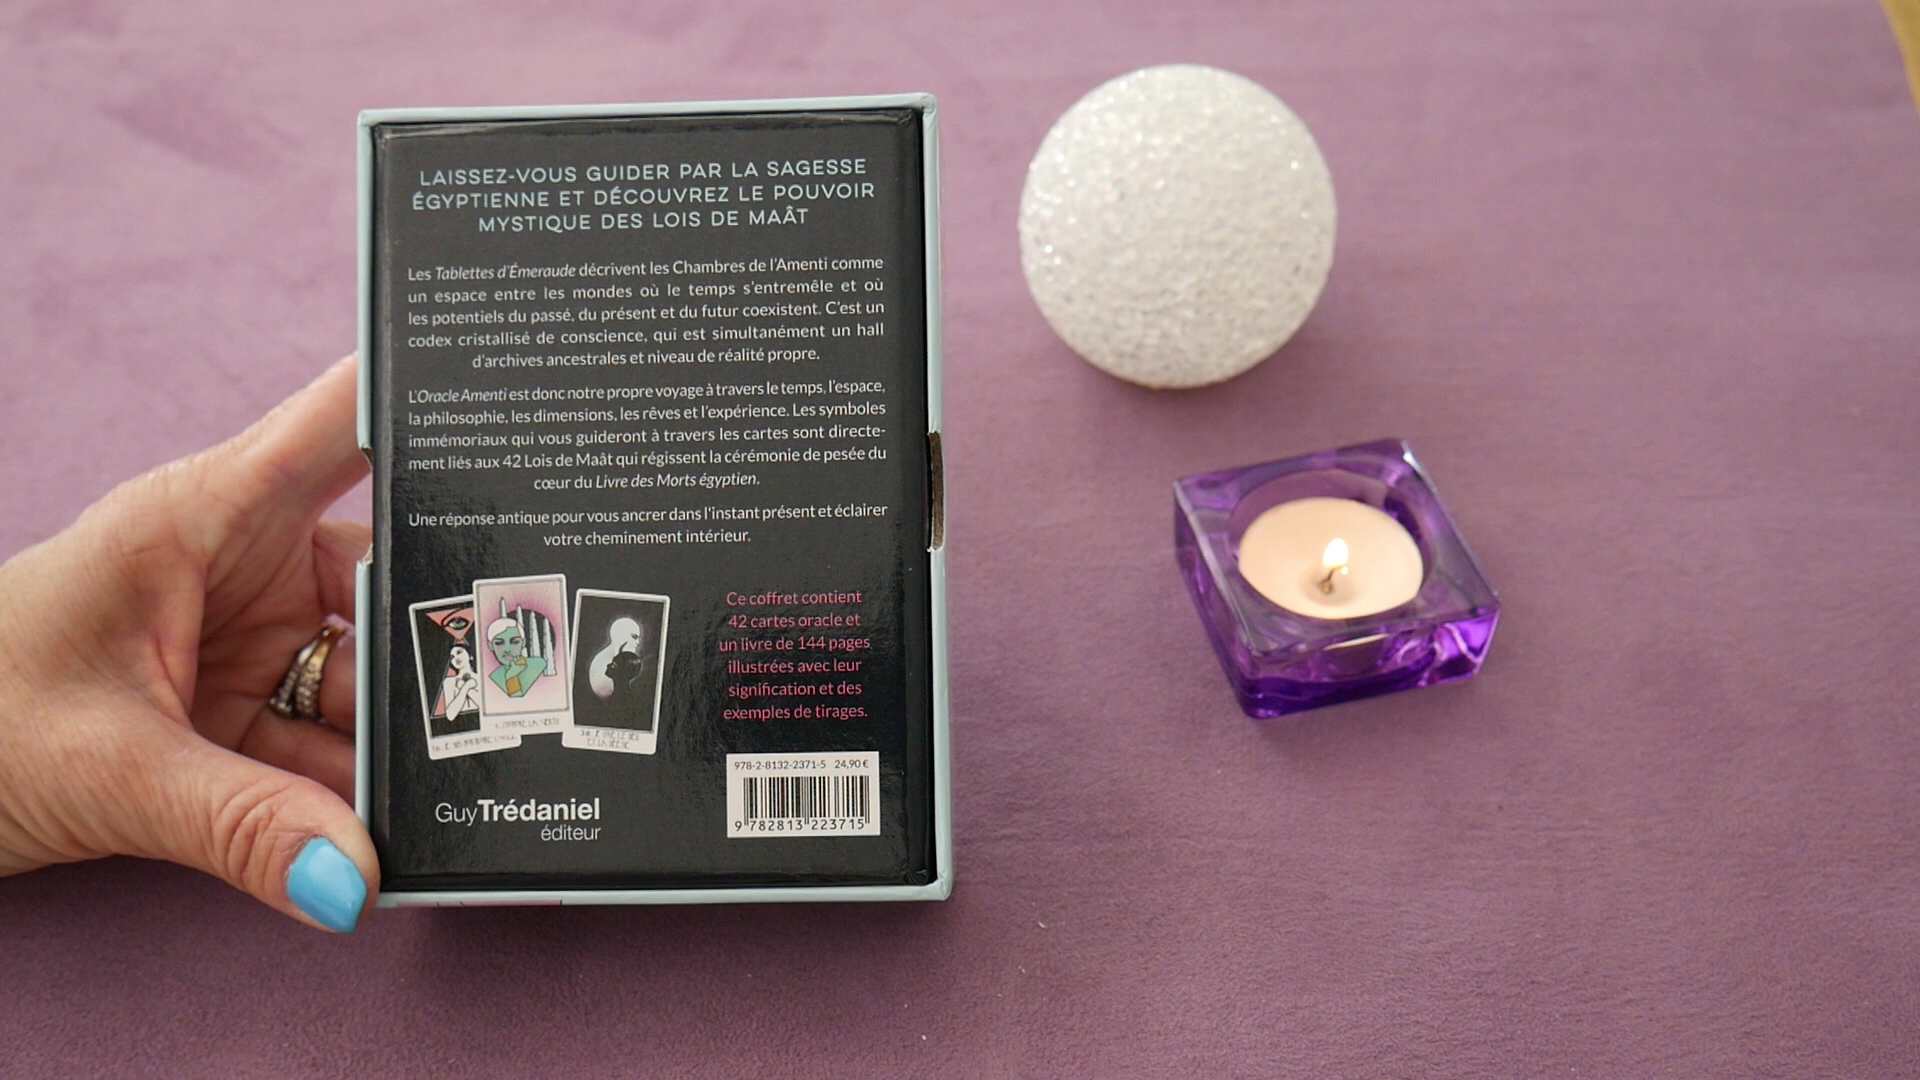 LAISSEZ-VOUS GUIDER PAR LA SAGESSE
ÉGYPTIENNE ET DÉCOUVREZ LE POUVOIR
MYSTIQUE DES LOIS DE MAÂT
Les Tablettes d'Émeraude décrivent les Chambres de l'Amenti comme
un espace entre les mondes où le temps s'entremêle et où
les potentiels du passé, du présent et du futur coexistent. C'est un
codex cristallisé de conscience, qui est simultanément un hall
d'archives ancestrales et niveau de réalité propre.
L'Oracle Amenti est donc notre propre voyage à travers le temps, l'espace,
la philosophie, les dimensions, les rêves et l'expérience. Les symboles
immémoriaux qui vous guideront à travers les cartes sont directe-
ment liés aux 42 Lois de Maât qui régissent la cérémonie de pesée du
cœur du Livre des Morts égyptien.
Une réponse antique pour vous ancrer dans l'instant présent et éclairer
votre cheminement intérieur.
Ce coffret contient
42 cartes oracle et
un livre de 144 pages
illustrées avec leur
signification et des
exemples de tirages.
978-2-8132-2371-5 24,90 €
9 782813 223715
Guy Trédaniel
éditeur